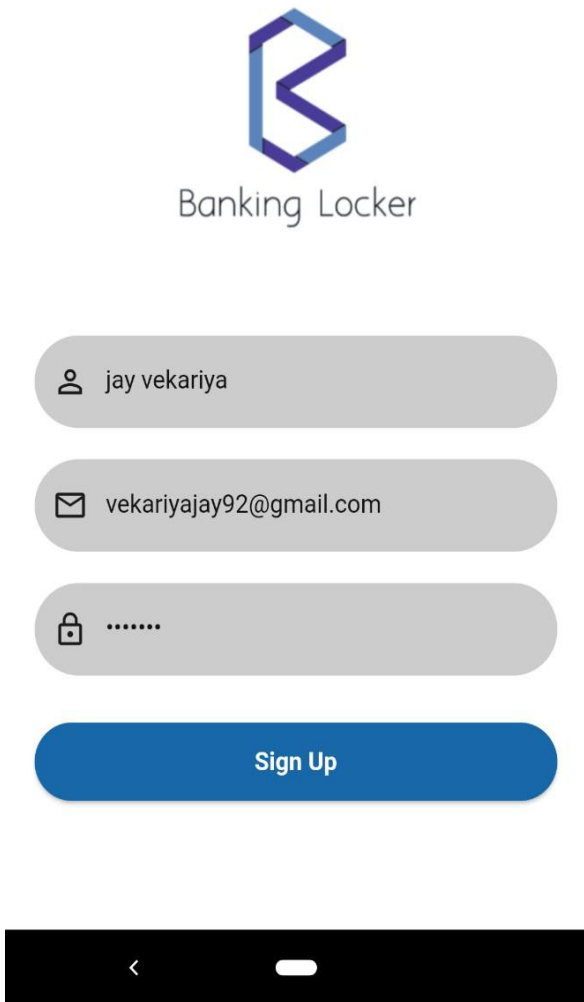 Banking Locker
jay vekariya
vekariyajay92@gmail.com
•••••••
Sign Up